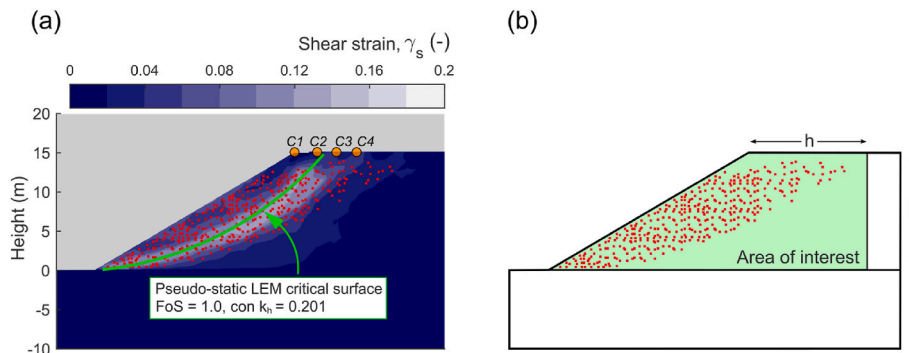 (a)
Shear strain, γs (-)
0 0.04 0.08 0.12 0.16 0.2
20
15
10
5
0
-5
-10
Height (m)
C1 C2 C3 C4
Pseudo-static LEM critical surface
FoS = 1.0, con kh = 0.201
(b)
h
Area of interest